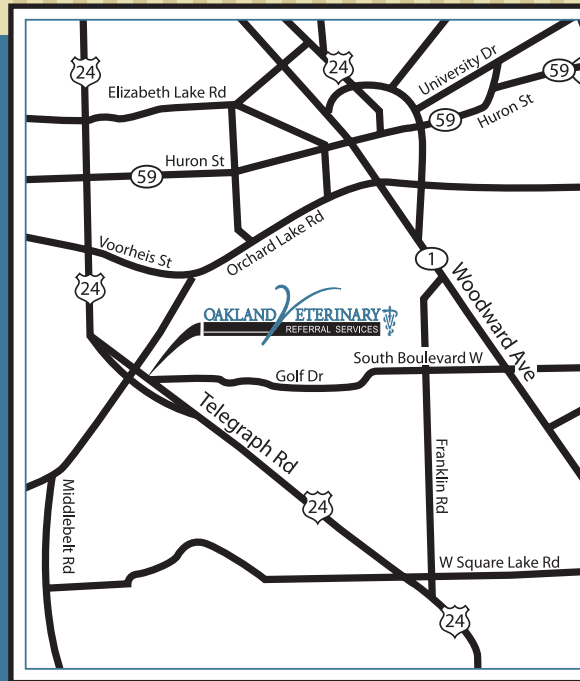 24
24
University Dr
59
Elizabeth Lake Rd
59
Huron St
Huron St
59
Orchard Lake Rd
Voorheis St
1
24
Woodward Ave
OAKLAND VETERINARY
REFERRAL SERVICES
South Boulevard W
Golf Dr
Telegraph Rd
Franklin Rd
Middlebelt Rd
24
W Square Lake Rd
24